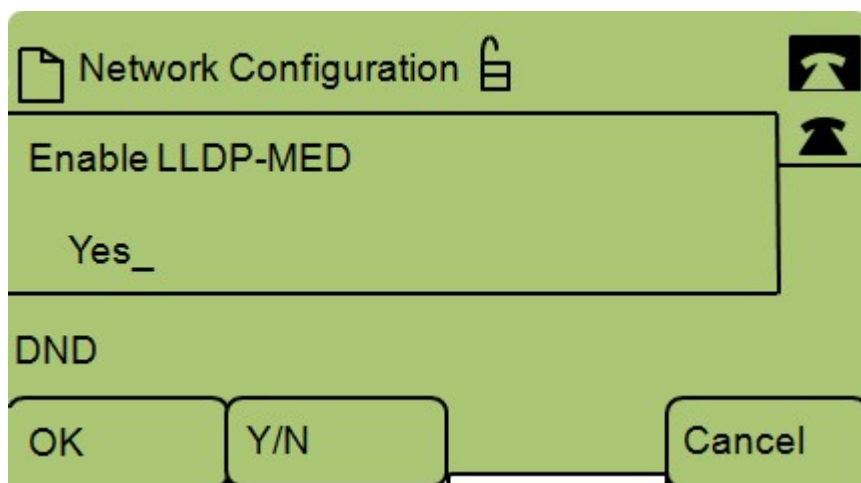 Network Configuration
Enable LLDP-MED
Yes_
DND
OK Y/N Cancel